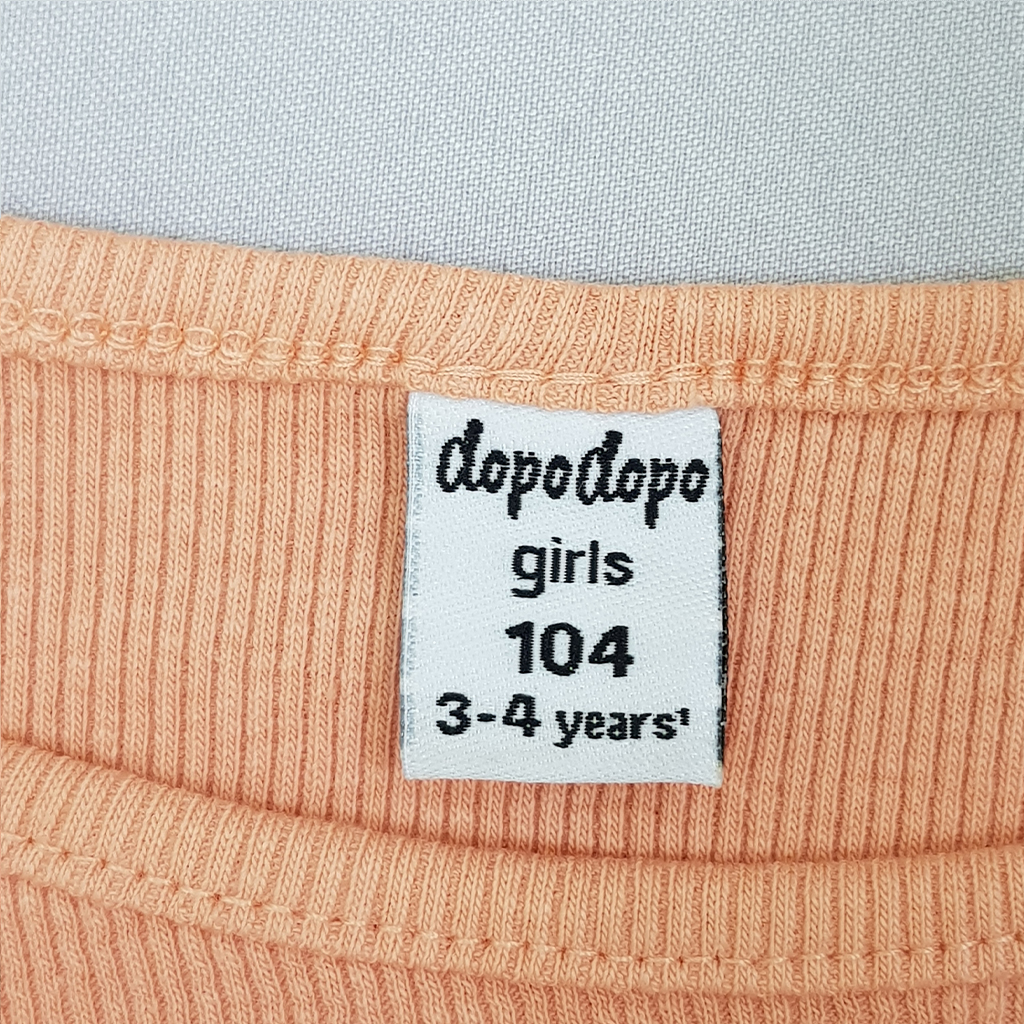 dopodopo
girls
104
3-4 years¹